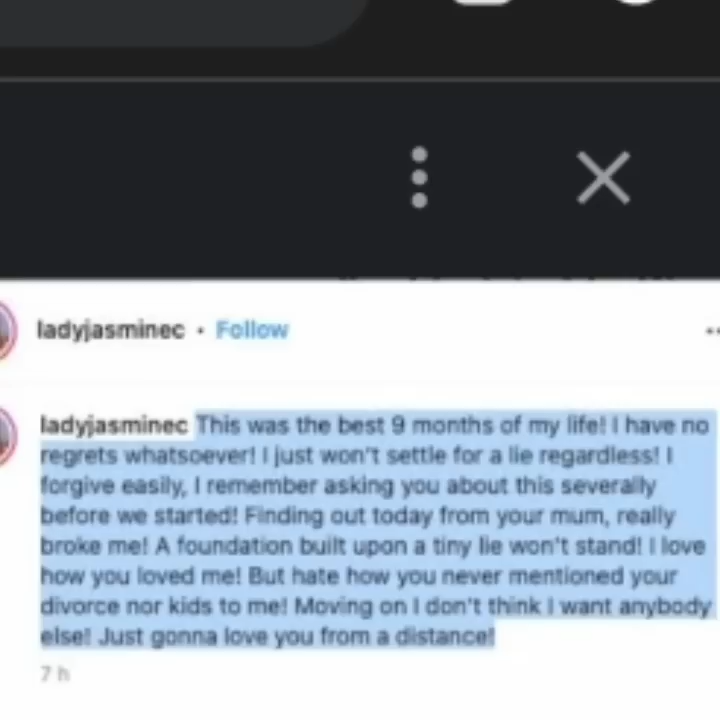 ladyjasminec • Follow
ladyjasminec This was the best 9 months of my life! I have no
regrets whatsoever! I just won't settle for a lie regardless! I
forgive easily, I remember asking you about this severally
before we started! Finding out today from your mum, really
broke me! A foundation built upon a tiny lie won't stand! I love
how you loved me! But hate how you never mentioned your
divorce nor kids to me! Moving on I don't think I want anybody
else! Just gonna love you from a distance!
7 h